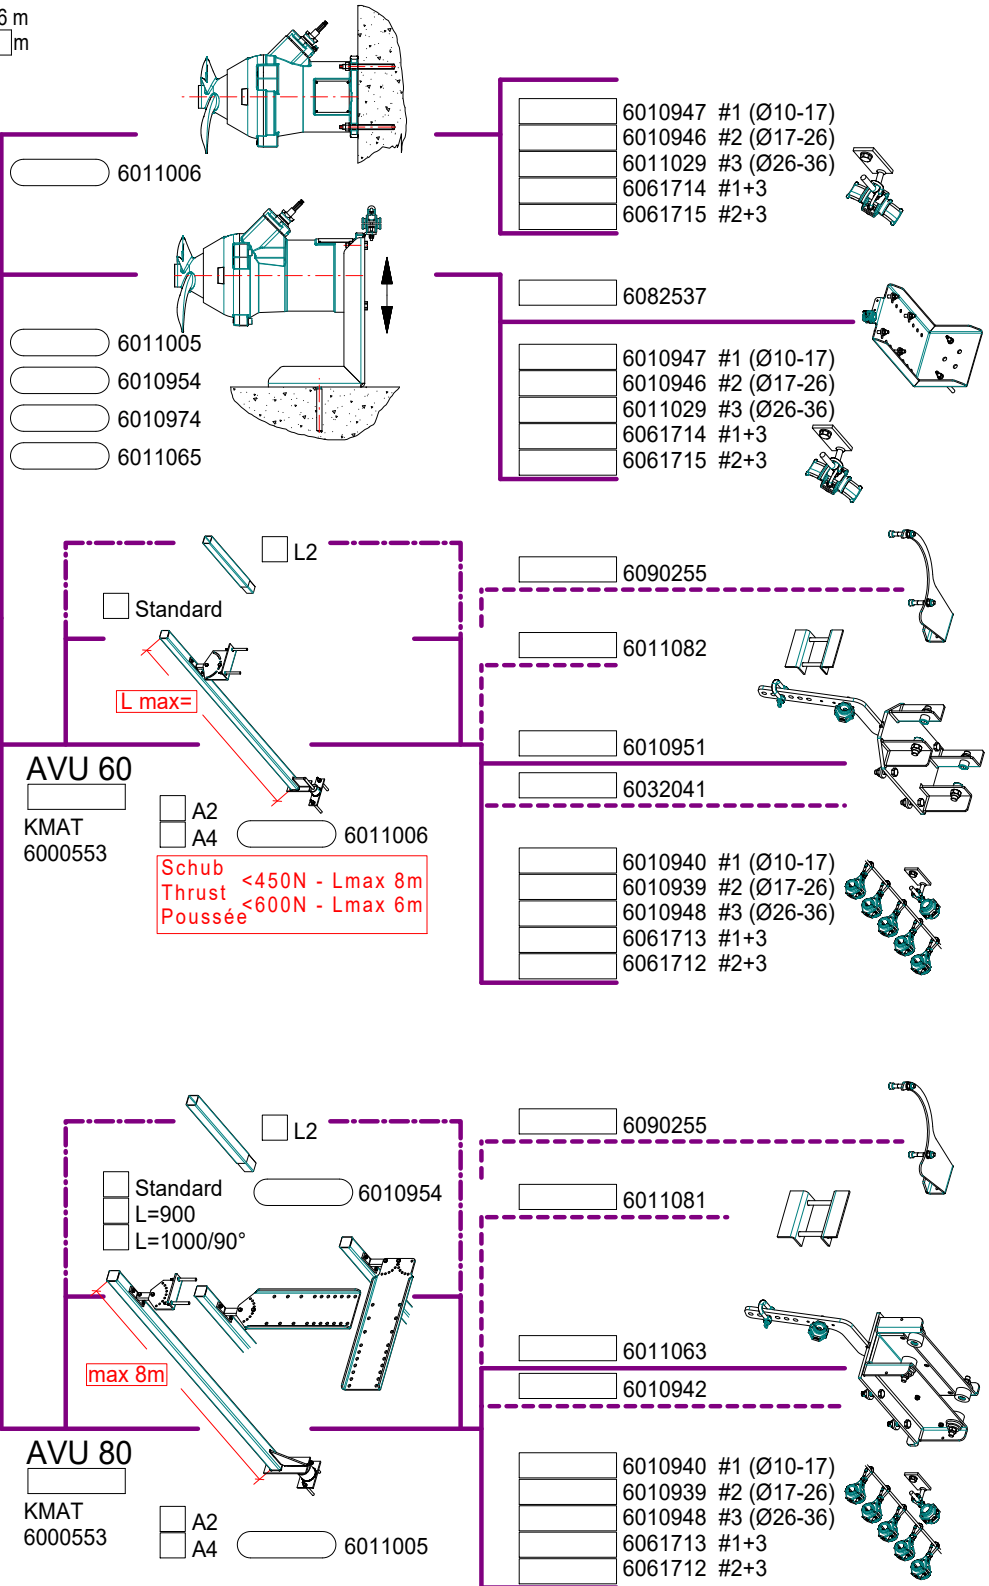 6 m
m
6010947 #1 (Ø10-17)
6010946 #2 (Ø17-26)
6011029 #3 (Ø26-36)
6061714 #1+3
6061715 #2+3
6011006
6082537
6011005
6010954
6010974
6011065
6010947 #1 (Ø10-17)
6010946 #2 (Ø17-26)
6011029 #3 (Ø26-36)
6061714 #1+3
6061715 #2+3
L2
Standard
L max=
6090255
6011082
6010951
6032041
AVU 60
KMAT
6000553
A2
A4
6011006
Schub
Thrust <450N - Lmax 8m
Poussée <600N - Lmax 6m
6010940 #1 (Ø10-17)
6010939 #2 (Ø17-26)
6010948 #3 (Ø26-36)
6061713 #1+3
6061712 #2+3
L2
Standard
L=900
L=1000/90°
6010954
max 8m
6090255
6011081
6011063
6010942
AVU 80
KMAT
6000553
A2
A4
6011005
6010940 #1 (Ø10-17)
6010939 #2 (Ø17-26)
6010948 #3 (Ø26-36)
6061713 #1+3
6061712 #2+3